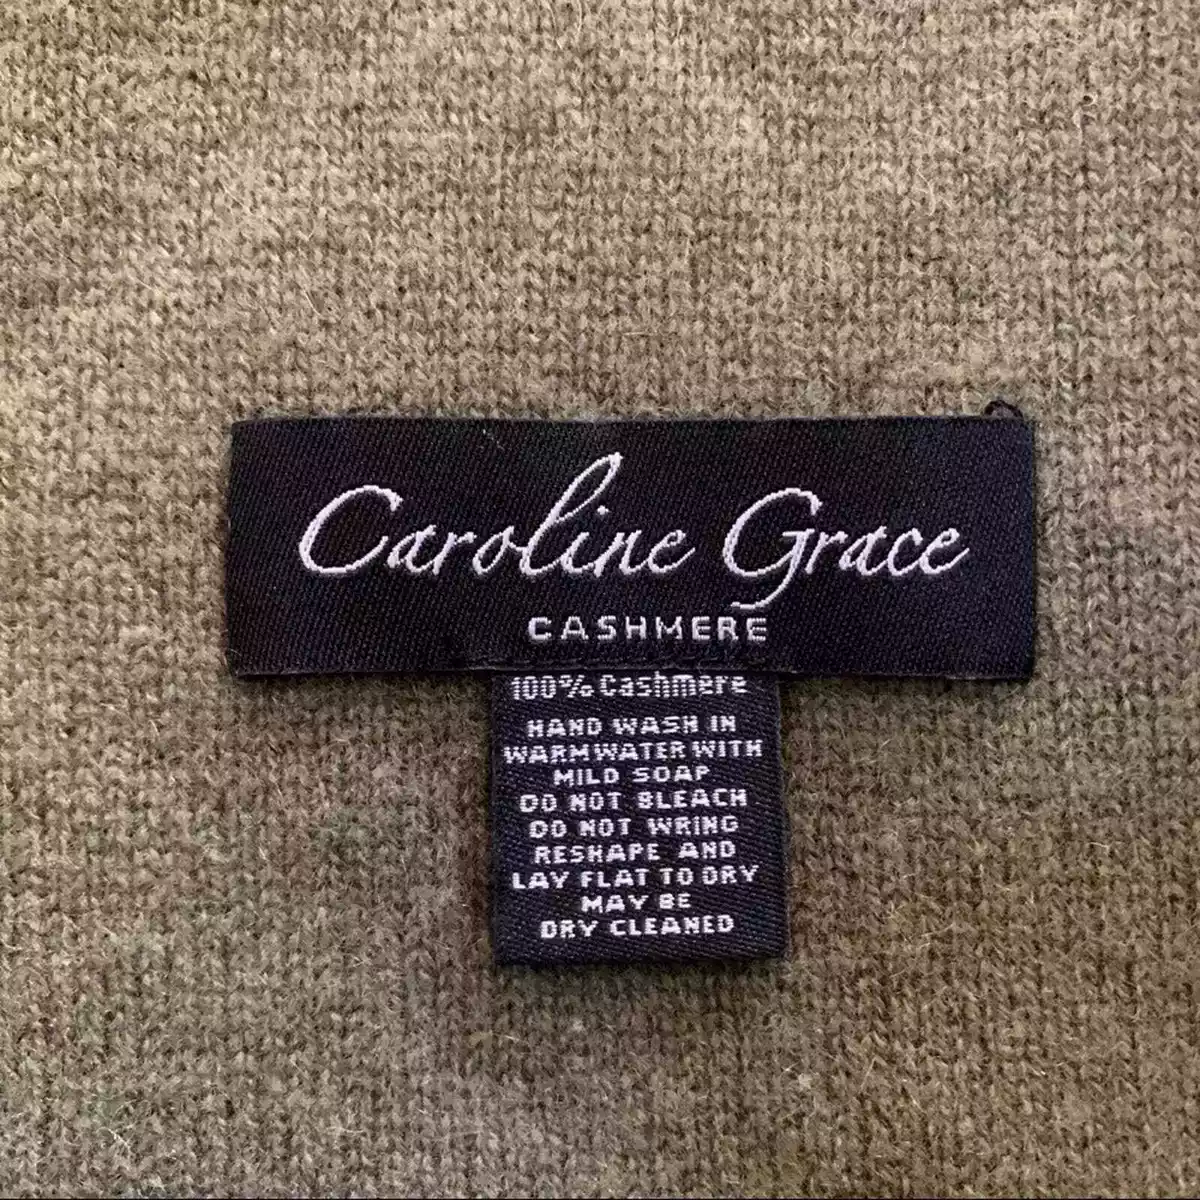 Caroline Grace
CASHMERE
100% Cashmere
HAND WASH IN
WARM WATER WITH
MILD SOAP
DO NOT BLEACH
DO NOT WRING
RESHAPE AND
LAY FLAT TO DRY
MAY BE
DRY CLEANED